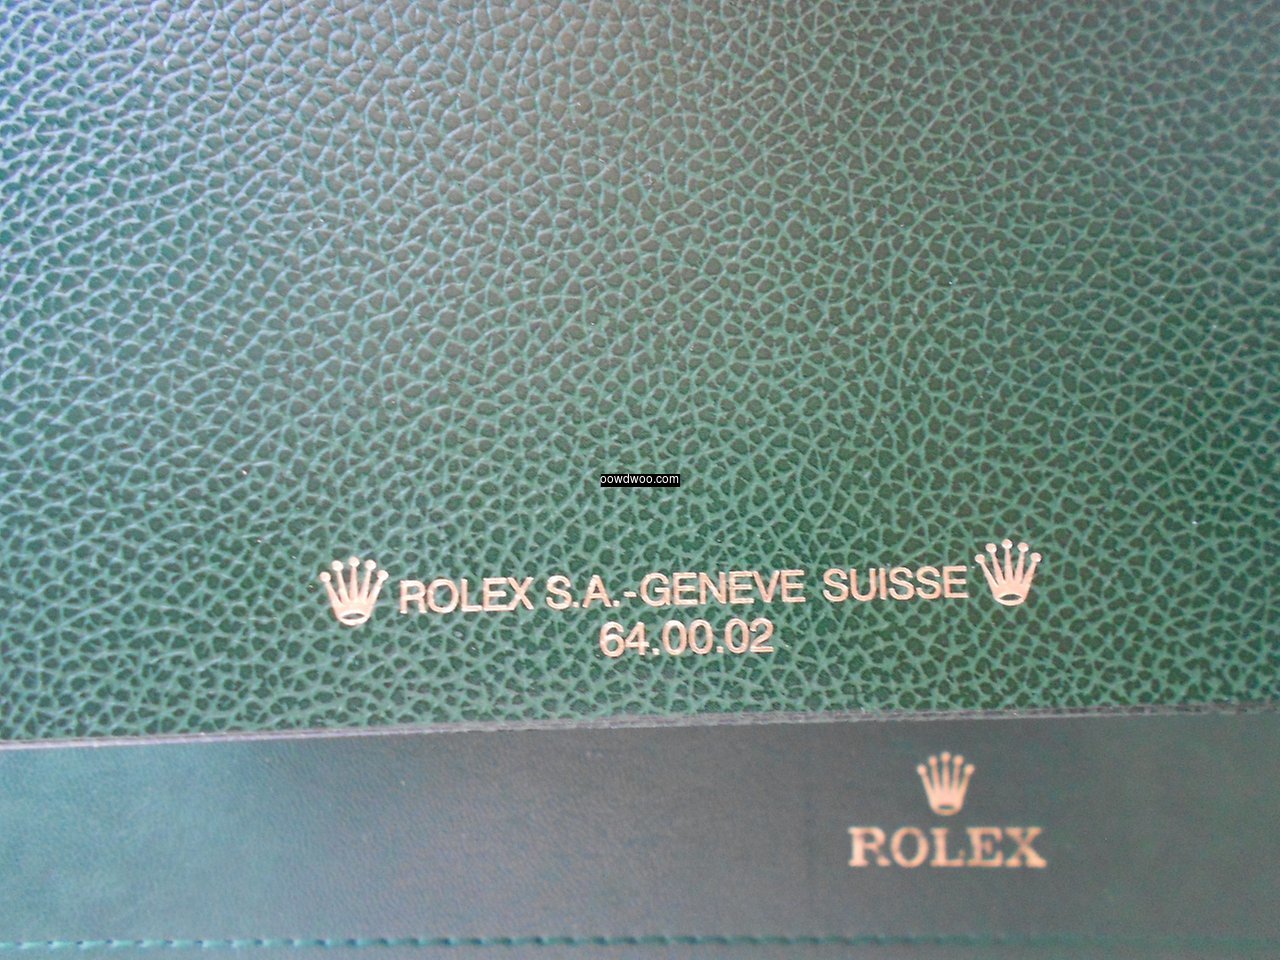 oowdwoo.com
ROLEX S.A.-GENEVE SUISSE
64.00.02
ROLEX